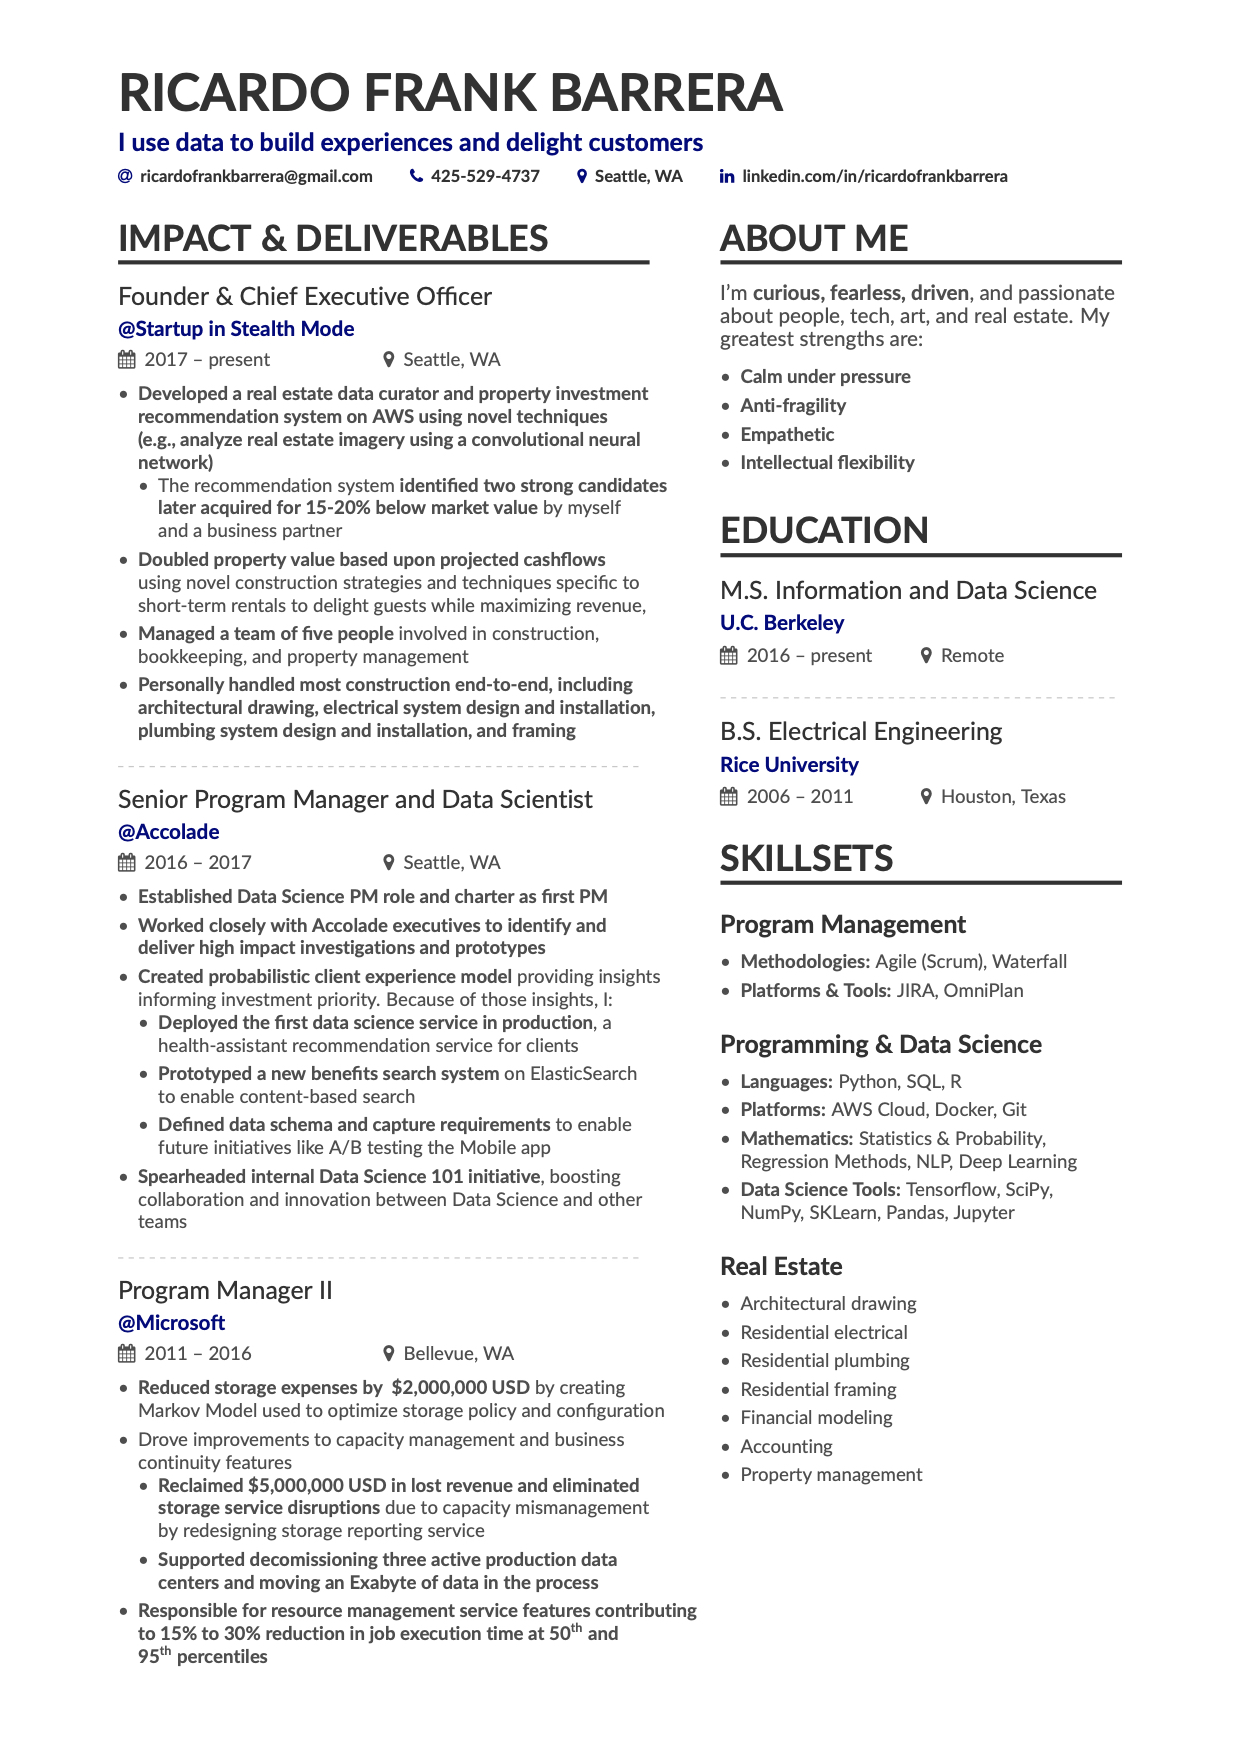 RICARDO FRANK BARRERA
I use data to build experiences and delight customers
ricardofrankbarrera@gmail.com 425-529-4737 Seattle, WA linkedin.com/in/ricardofrankbarrera
IMPACT & DELIVERABLES
Founder & Chief Executive Officer
@Startup in Stealth Mode
2017 – present Seattle, WA
• Developed a real estate data curator and property investment
recommendation system on AWS using novel techniques
(e.g., analyze real estate imagery using a convolutional neural
network)
• The recommendation system identified two strong candidates
later acquired for 15-20% below market value by myself
and a business partner
• Doubled property value based upon projected cashflows
using novel construction strategies and techniques specific to
short-term rentals to delight guests while maximizing revenue,
• Managed a team of five people involved in construction,
bookkeeping, and property management
• Personally handled most construction end-to-end, including
architectural drawing, electrical system design and installation,
plumbing system design and installation, and framing
Senior Program Manager and Data Scientist
@Accolade
2016 – 2017 Seattle, WA
• Established Data Science PM role and charter as first PM
• Worked closely with Accolade executives to identify and
deliver high impact investigations and prototypes
• Created probabilistic client experience model providing insights
informing investment priority. Because of those insights, I:
• Deployed the first data science service in production, a
health-assistant recommendation service for clients
• Prototyped a new benefits search system on ElasticSearch
to enable content-based search
• Defined data schema and capture requirements to enable
future initiatives like A/B testing the Mobile app
• Spearheaded internal Data Science 101 initiative, boosting
collaboration and innovation between Data Science and other
teams
Program Manager II
@Microsoft
2011 – 2016 Bellevue, WA
• Reduced storage expenses by $2,000,000 USD by creating
Markov Model used to optimize storage policy and configuration
• Drove improvements to capacity management and business
continuity features
• Reclaimed $5,000,000 USD in lost revenue and eliminated
storage service disruptions due to capacity mismanagement
by redesigning storage reporting service
• Supported decomissioning three active production data
centers and moving an Exabyte of data in the process
• Responsible for resource management service features contributing
to 15% to 30% reduction in job execution time at 50th and
95th percentiles
ABOUT ME
I'm curious, fearless, driven, and passionate
about people, tech, art, and real estate. My
greatest strengths are:
• Calm under pressure
• Anti-fragility
• Empathetic
• Intellectual flexibility
EDUCATION
M.S. Information and Data Science
U.C. Berkeley
2016 – present Remote
B.S. Electrical Engineering
Rice University
2006 – 2011 Houston, Texas
SKILLSETS
Program Management
• Methodologies: Agile (Scrum), Waterfall
• Platforms & Tools: JIRA, OmniPlan
Programming & Data Science
• Languages: Python, SQL, R
• Platforms: AWS Cloud, Docker, Git
• Mathematics: Statistics & Probability,
Regression Methods, NLP, Deep Learning
• Data Science Tools: Tensorflow, SciPy,
NumPy, SKLearn, Pandas, Jupyter
Real Estate
• Architectural drawing
• Residential electrical
• Residential plumbing
• Residential framing
• Financial modeling
• Accounting
• Property management